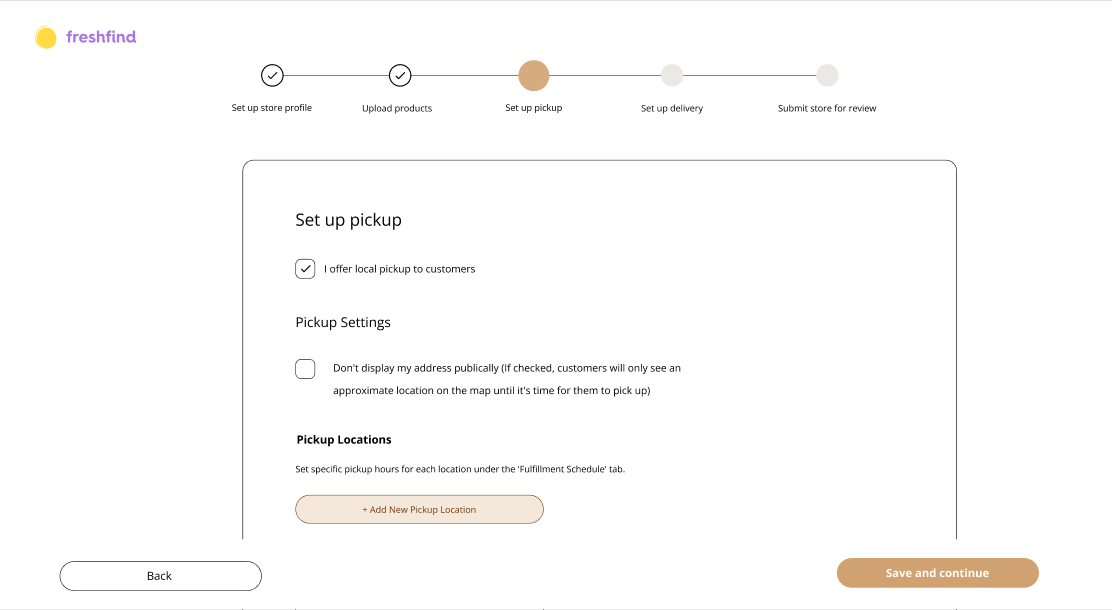 freshfind
Set up store profile
Upload products
Set up pickup
Set up delivery
Submit store for review
Set up pickup
I offer local pickup to customers
Pickup Settings
Don't display my address publically (If checked, customers will only see an
approximate location on the map until it's time for them to pick up)
Pickup Locations
Set specific pickup hours for each location under the 'Fulfillment Schedule' tab.
+ Add New Pickup Location
Back
Save and continue